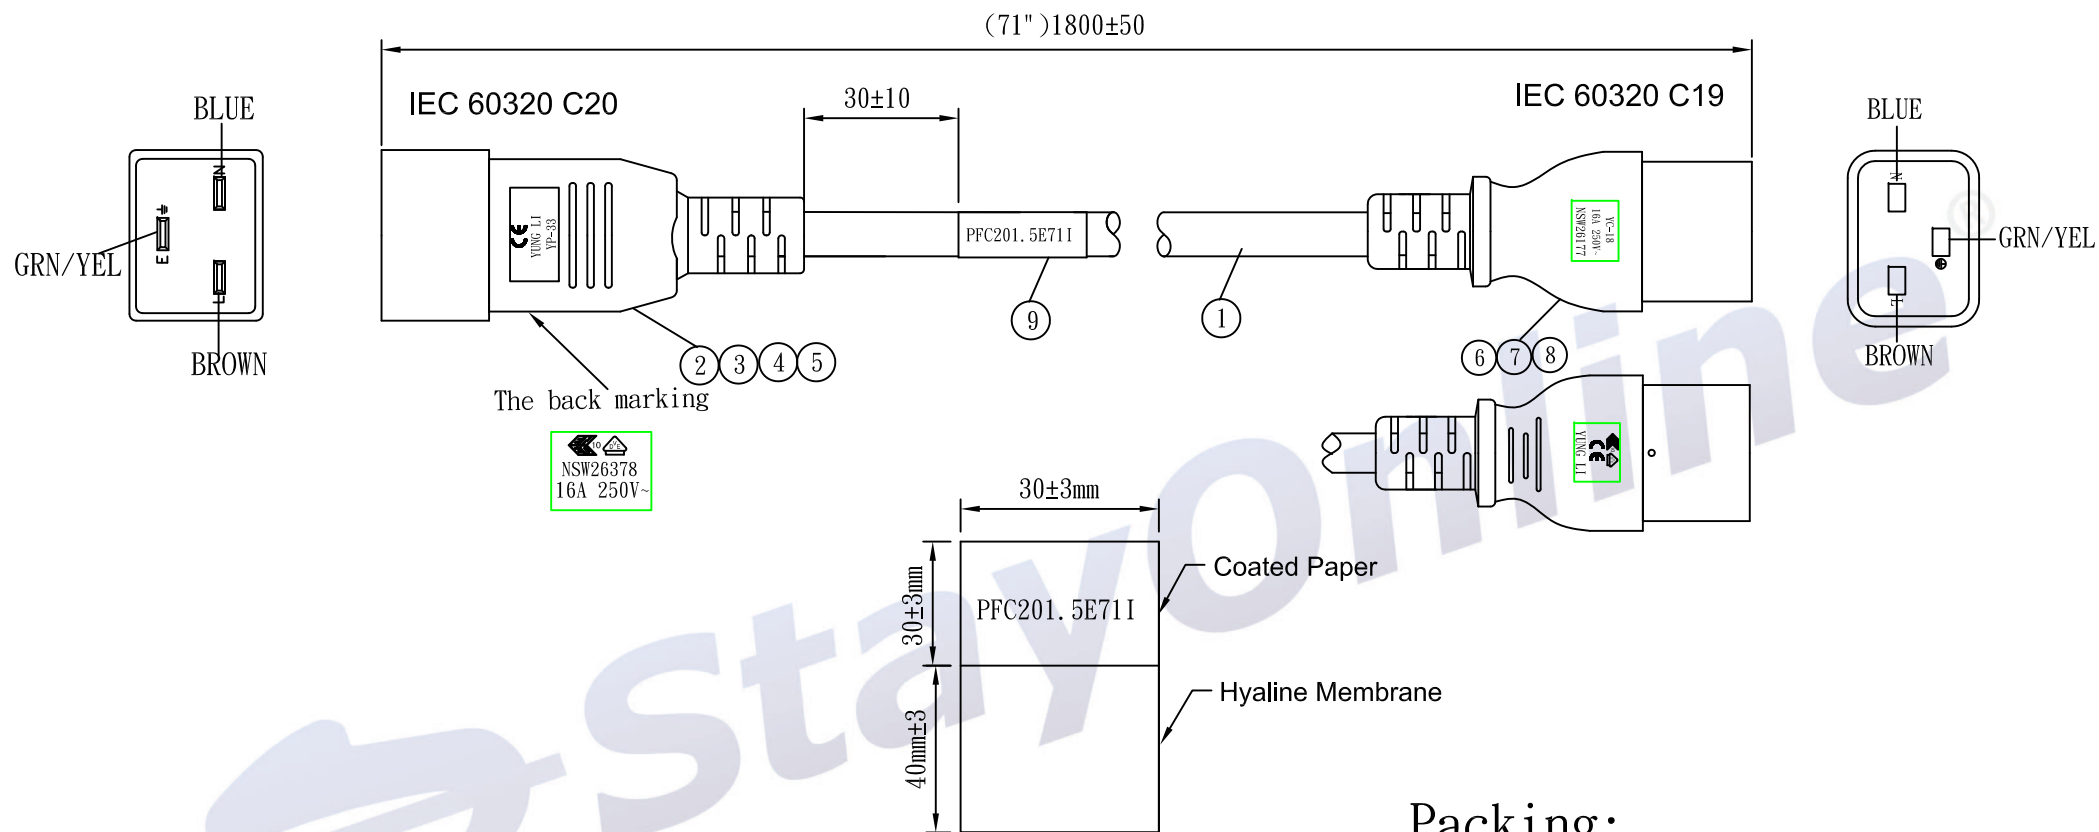 (71")1800±50
IEC 60320 C20
30±10
IEC 60320 C19
BLUE
BLUE
N
E
L
GRN/YEL
BROWN
CE
YUNG LI
YP-33
PFC201.5E71I
YC-18
16A 250V~
NSW26177
N
L
®
GRN/YEL
BROWN
9
1
2 3 4 5
6 7 8
The back marking
10
NSW26378
16A 250V~
CE
YUNG LI
30±3mm
30±3mm
PFC201.5E71I
Coated Paper
40mm±3
Hyaline Membrane
StayOnline
Packing: